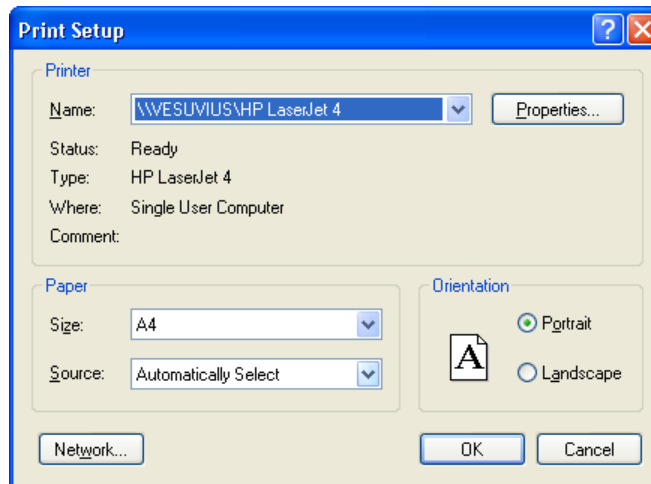 Print Setup
Printer
Name: \\VESUVIUS\HP LaserJet 4 Properties...
Status: Ready
Type: HP LaserJet 4
Where: Single User Computer
Comment:
Paper Orientation
Size: A4 Portrait
A
Source: Automatically Select Landscape
Network... OK Cancel